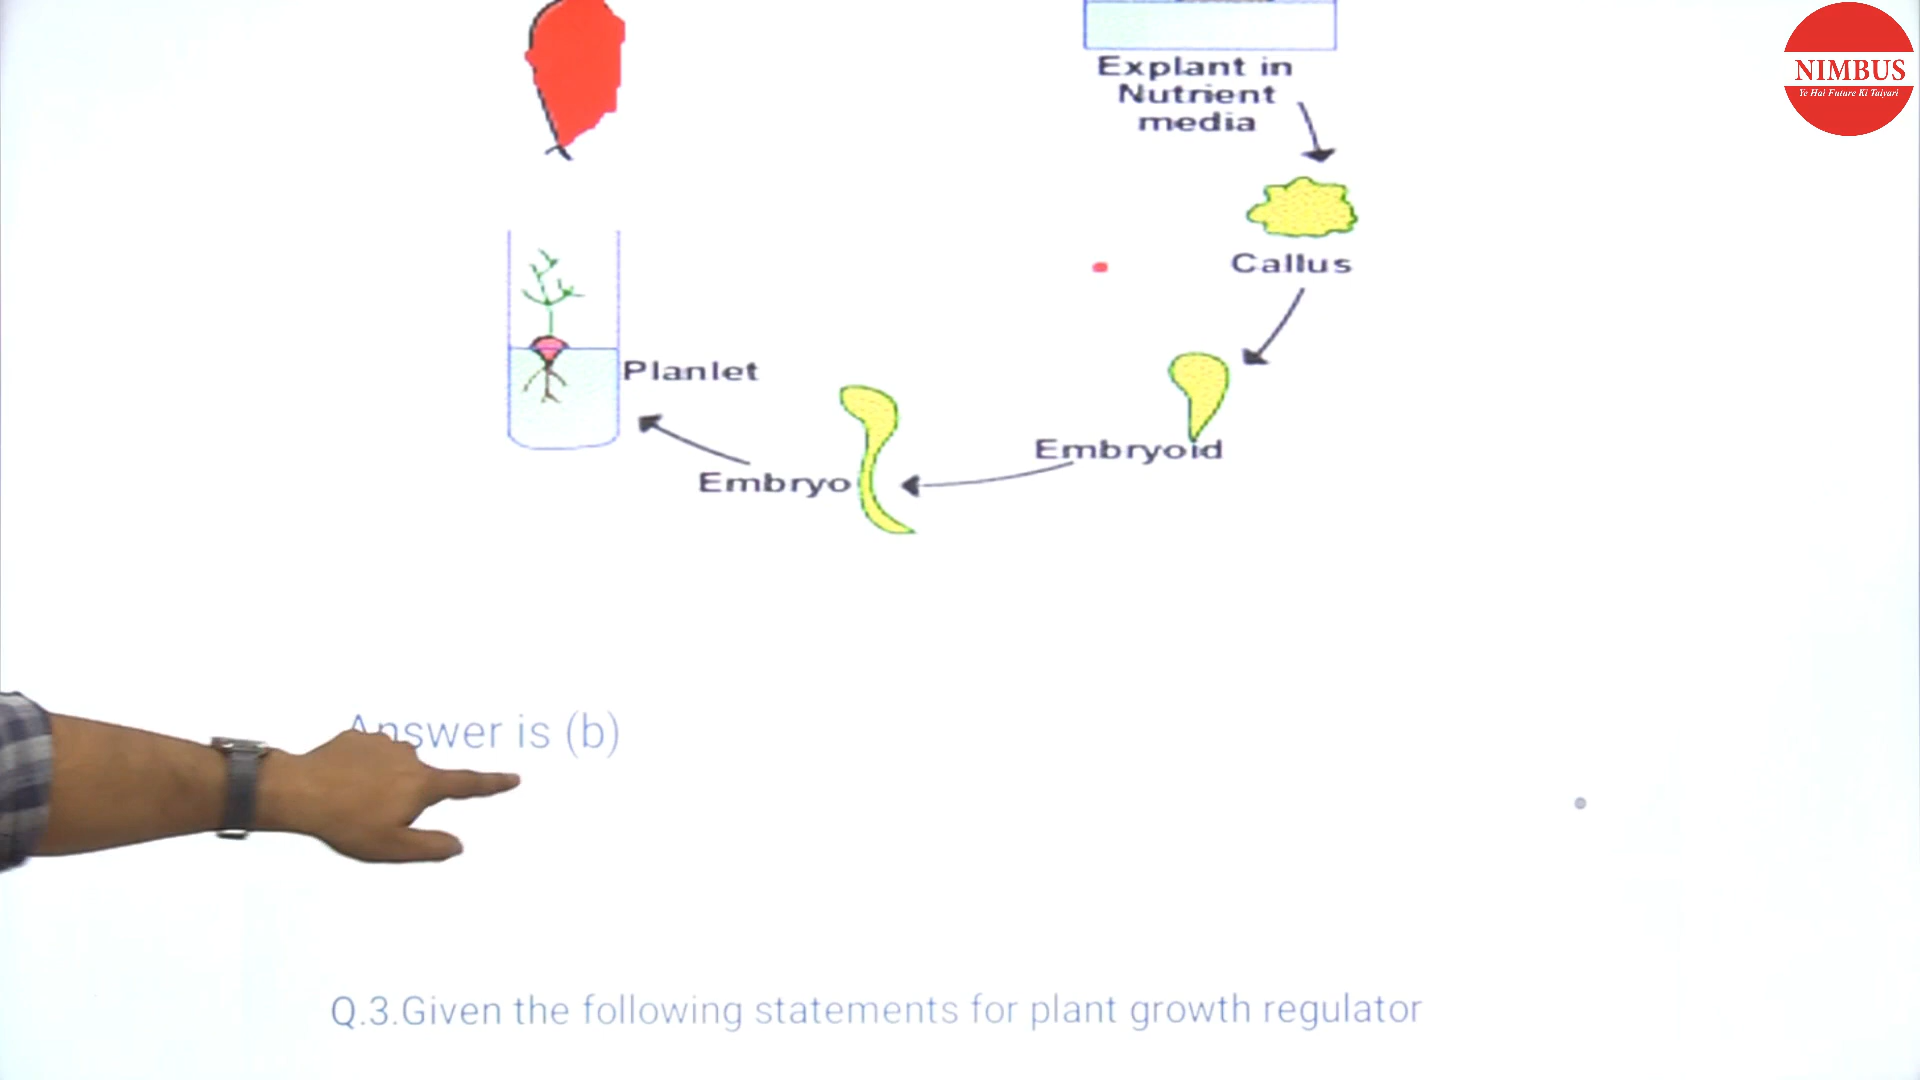 NIMBUS
Ye Hai Future Ki Taiyari
Explant in
Nutrient
media
Callus
Planlet
Embryoid
Embryo
Answer is (b)
Q.3.Given the following statements for plant growth regulator